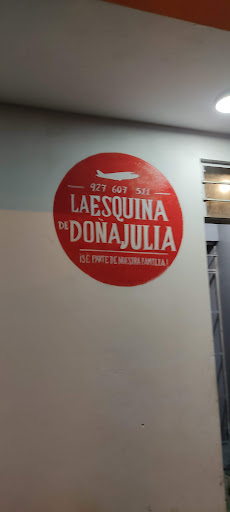 927 607 511
LA ESQUINA
DE DOÑA JULIA
¡SÉ PARTE DE NUESTRA FAMILIA!